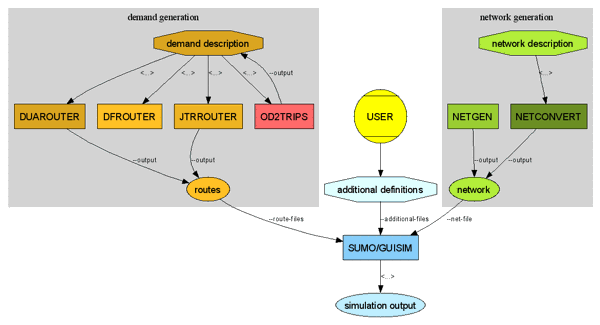 demand generation
network generation
demand description
network description
<...>
<...>
<...>
<...>
--output
<...>
DUAROUTER
DFROUTER
JTRROUTER
OD2TRIPS
USER
NETGEN
NETCONVERT
--output
--output
--output
--output
routes
additional definitions
network
--route-files
--additional-files
--net-file
SUMO/GUISIM
<...>
simulation output